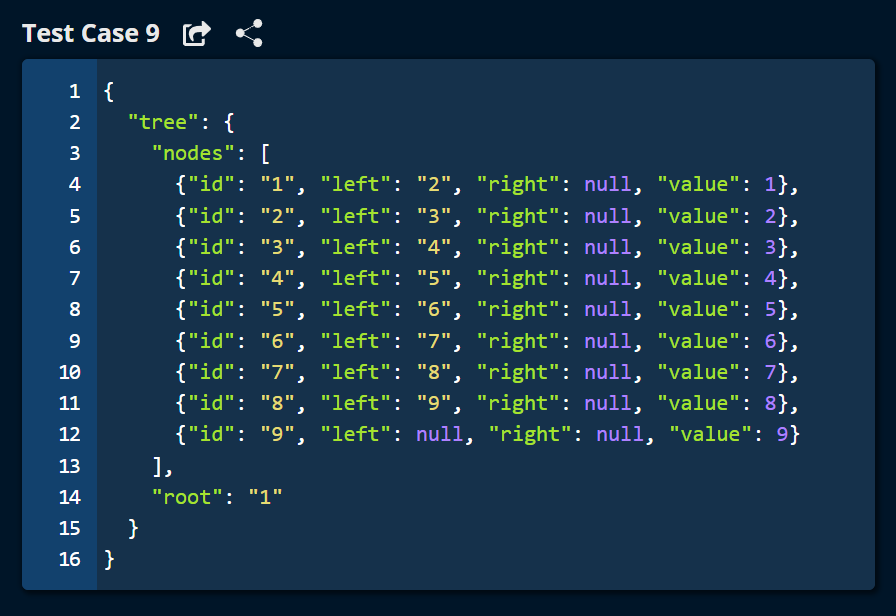 Test Case 9
1 {
2   "tree": {
3     "nodes": [
4       {"id": "1", "left": "2", "right": null, "value": 1},
5       {"id": "2", "left": "3", "right": null, "value": 2},
6       {"id": "3", "left": "4", "right": null, "value": 3},
7       {"id": "4", "left": "5", "right": null, "value": 4},
8       {"id": "5", "left": "6", "right": null, "value": 5},
9       {"id": "6", "left": "7", "right": null, "value": 6},
10       {"id": "7", "left": "8", "right": null, "value": 7},
11       {"id": "8", "left": "9", "right": null, "value": 8},
12       {"id": "9", "left": null, "right": null, "value": 9}
13     ],
14     "root": "1"
15   }
16 }